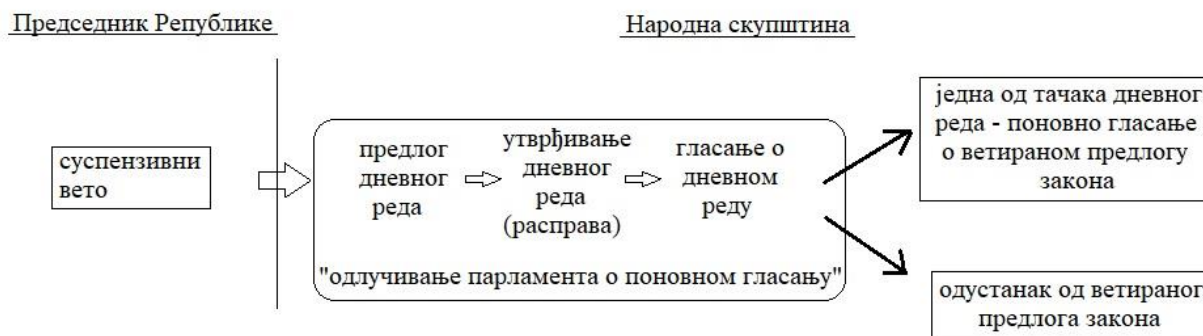 Председник Републике
Народна скупштина
суспензивни
вето
предлог
дневног
реда
утврђивање
дневног
реда
(расправа)
гласање о
дневном
реду
"одлучивање парламента о поновном гласању"
једна од тачака дневног
реда - поновно гласање
о ветираном предлогу
закона
одустанак од ветираног
предлога закона